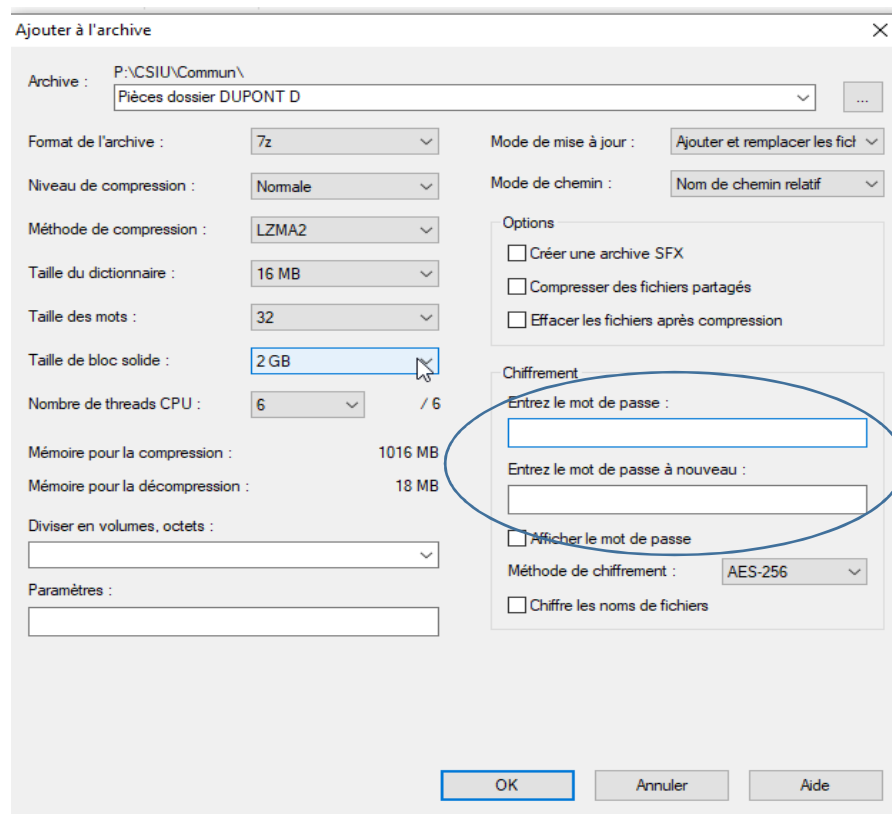 Ajouter à l'archive
Archive :
P:\CSIU\Commun\
Pièces dossier DUPONT D
...
Format de l'archive :
7z
Niveau de compression :
Normale
Méthode de compression :
LZMA2
Taille du dictionnaire :
16 MB
Taille des mots :
32
Taille de bloc solide :
2 GB
Nombre de threads CPU :
6
/ 6
Mémoire pour la compression :
1016 MB
Mémoire pour la décompression :
18 MB
Diviser en volumes, octets :
Paramètres :
Mode de mise à jour :
Ajouter et remplacer les fich
Mode de chemin :
Nom de chemin relatif
Options
Créer une archive SFX
Compresser des fichiers partagés
Effacer les fichiers après compression
Chiffrement
Entrez le mot de passe :
Entrez le mot de passe à nouveau :
Afficher le mot de passe
Méthode de chiffrement :
AES-256
Chiffre les noms de fichiers
OK
Annuler
Aide